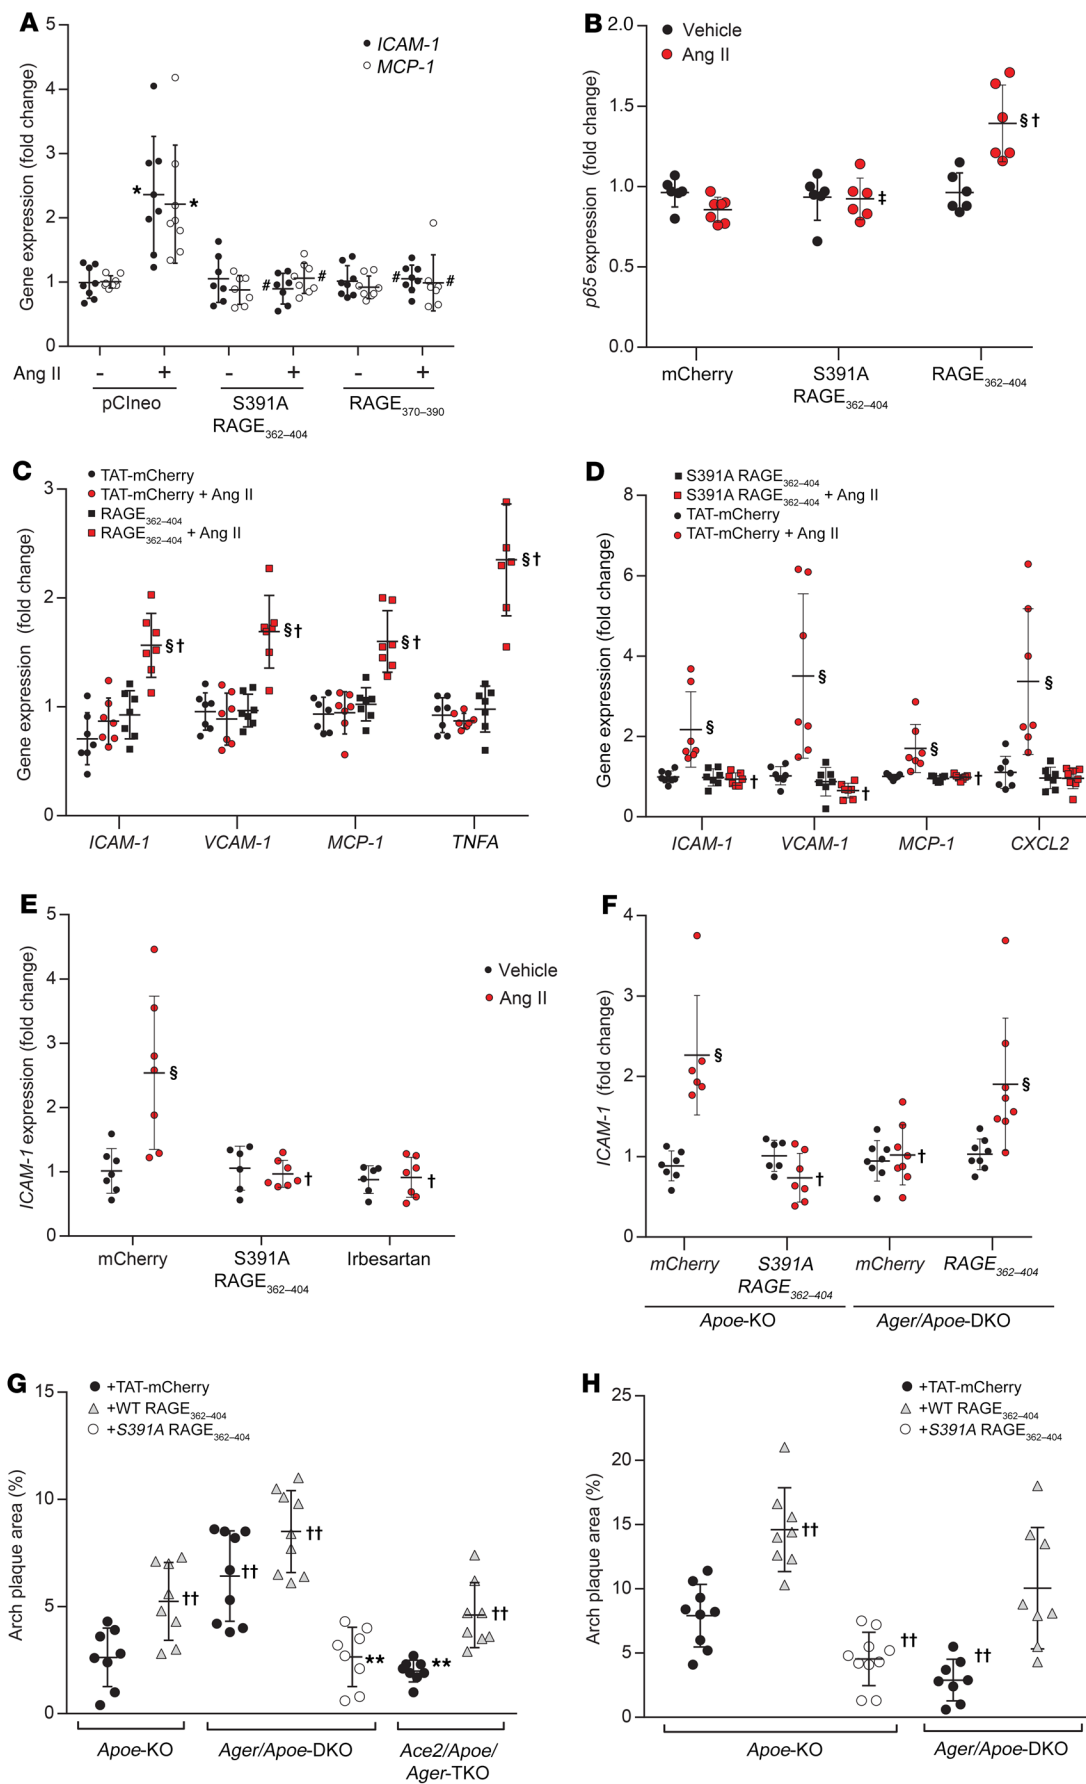 A
Gene expression (fold change)
5
4
3
2
1
0
ICAM-1
MCP-1
*
*
#
#
#
#
Ang II
-
+
-
+
-
+
pCIneo
S391A
RAGE362–404
RAGE370–390
B
p65 expression (fold change)
2.0
1.5
1.0
0.5
0.0
Vehicle
Ang II
‡
§ †
mCherry
S391A
RAGE362–404
RAGE362–404
C
Gene expression (fold change)
3
2
1
0
TAT-mCherry
TAT-mCherry + Ang II
RAGE362–404
RAGE362–404 + Ang II
§ †
§ †
§ †
§ †
ICAM-1
VCAM-1
MCP-1
TNFA
D
Gene expression (fold change)
8
6
4
2
0
S391A RAGE362–404
S391A RAGE362–404 + Ang II
TAT-mCherry
TAT-mCherry + Ang II
§
†
§
†
§
†
§
ICAM-1
VCAM-1
MCP-1
CXCL2
E
ICAM-1 expression (fold change)
5
4
3
2
1
0
Vehicle
Ang II
§
†
†
mCherry
S391A
RAGE362–404
Irbesartan
F
ICAM-1 (fold change)
4
3
2
1
0
§
†
†
§
mCherry
S391A
RAGE362–404
mCherry
RAGE362–404
Apoe-KO
Ager/Apoe-DKO
G
Arch plaque area (%)
15
10
5
0
+TAT-mCherry
+WT RAGE362–404
+S391A RAGE362–404
††
††
††
**
**
††
Apoe-KO
Ager/Apoe-DKO
Ace2/Apoe/
Ager-TKO
H
Arch plaque area (%)
25
20
15
10
5
0
+TAT-mCherry
+WT RAGE362–404
+S391A RAGE362–404
††
††
††
Apoe-KO
Ager/Apoe-DKO